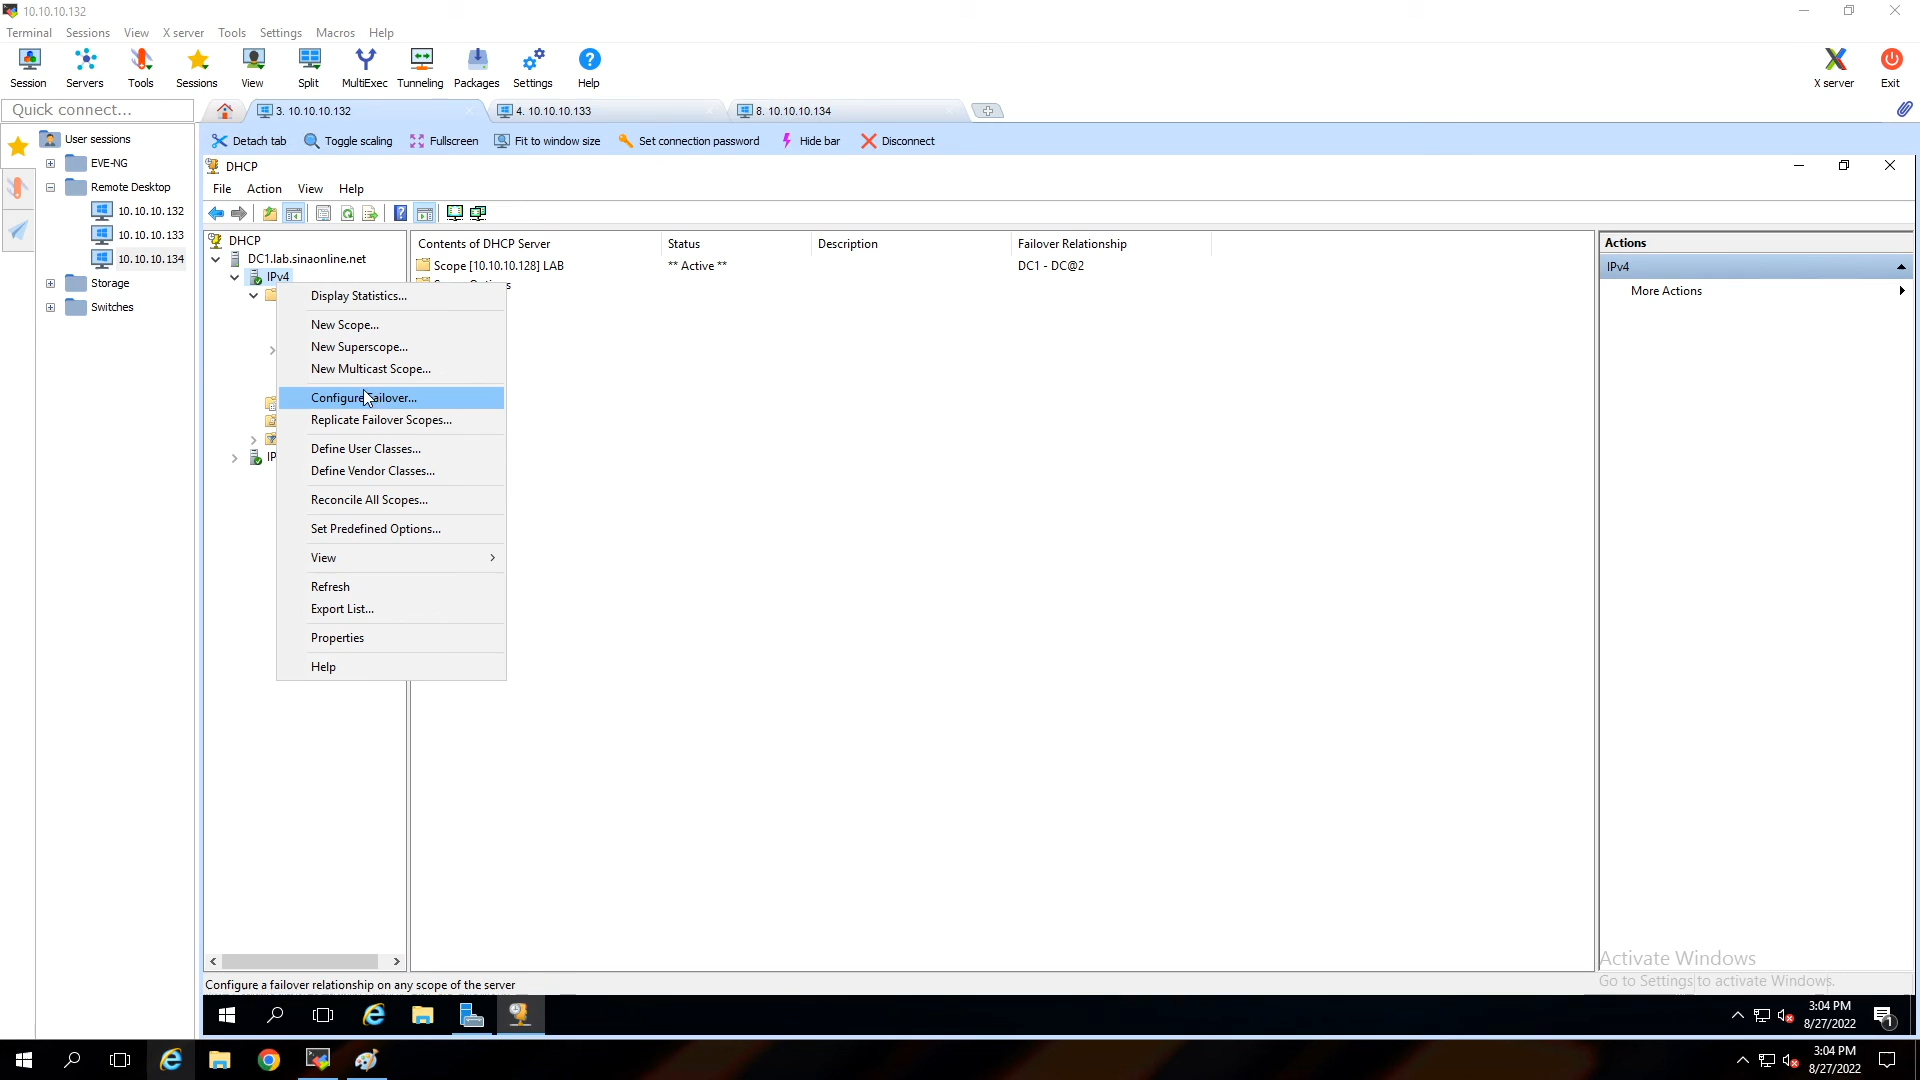 10.10.10.132
Terminal Sessions View X server Tools Settings Macros Help
Session Servers Tools Sessions View Split MultiExec Tunneling Packages Settings Help X server Exit
Quick connect... 3. 10.10.10.132 4. 10.10.10.133 8. 10.10.10.134
User sessions
EVE-NG
Remote Desktop
10.10.10.132
10.10.10.133
10.10.10.134
Storage
Switches
Detach tab Toggle scaling Fullscreen Fit to window size Set connection password Hide bar Disconnect
DHCP
File Action View Help
DHCP
DC1.lab.sinaonline.net
IPv4
IP
Contents of DHCP Server Status Description Failover Relationship
Scope [10.10.10.128] LAB ** Active ** DC1 - DC@2
Display Statistics...
New Scope...
New Superscope...
New Multicast Scope...
Configure Failover...
Replicate Failover Scopes...
Define User Classes...
Define Vendor Classes...
Reconcile All Scopes...
Set Predefined Options...
View
Refresh
Export List...
Properties
Help
Actions
IPv4
More Actions
Activate Windows
Go to Settings to activate Windows.
Configure a failover relationship on any scope of the server
3:04 PM
8/27/2022
1
3:04 PM
8/27/2022